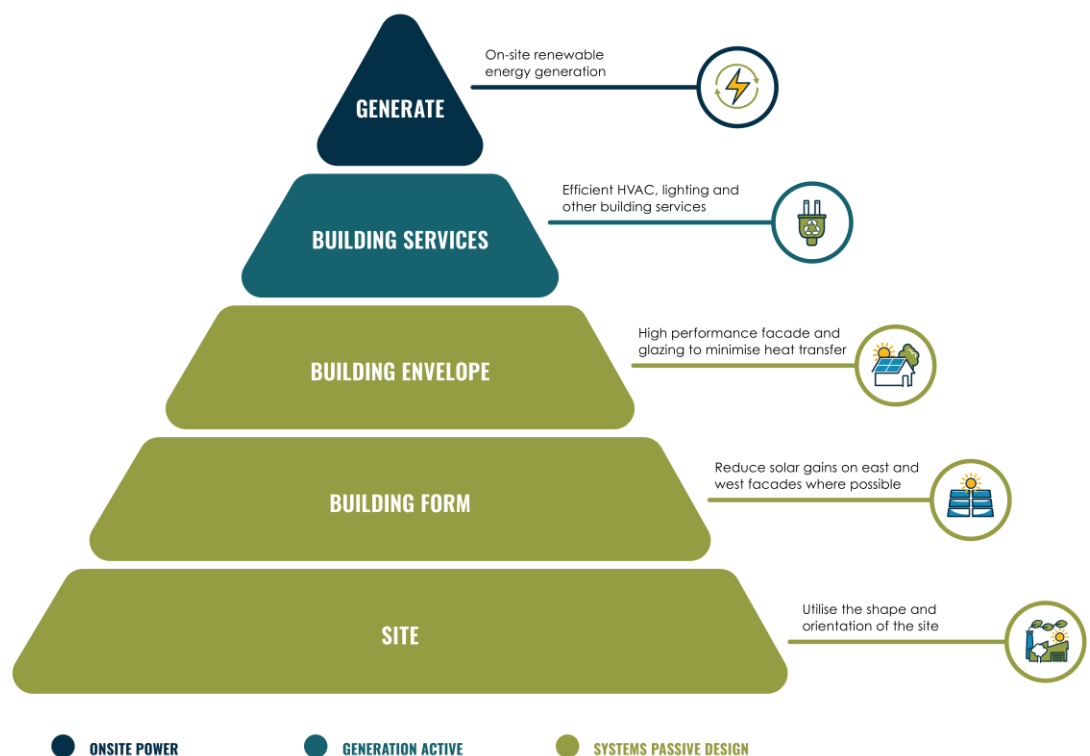 On-site renewable
energy generation
GENERATE
Efficient HVAC, lighting and
other building services
BUILDING SERVICES
High performance facade and
glazing to minimise heat transfer
BUILDING ENVELOPE
Reduce solar gains on east and
west facades where possible
BUILDING FORM
Utilise the shape and
orientation of the site
SITE
ONSITE POWER
GENERATION ACTIVE
SYSTEMS PASSIVE DESIGN